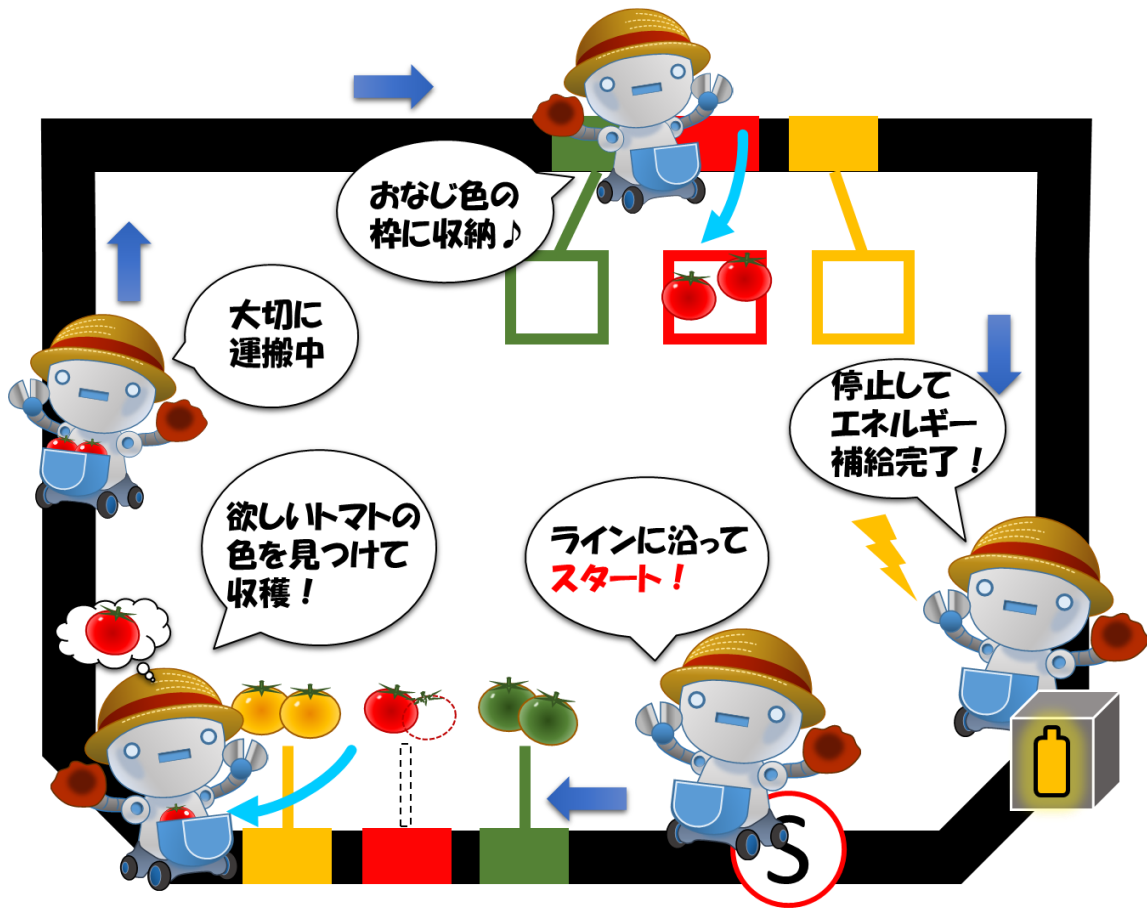 おなじ色の
枠に収納♪
大切に
運搬中
停止して
エネルギー
補給完了！
欲しいトマトの
色を見つけて
収穫！
ラインに沿って
スタート！
S